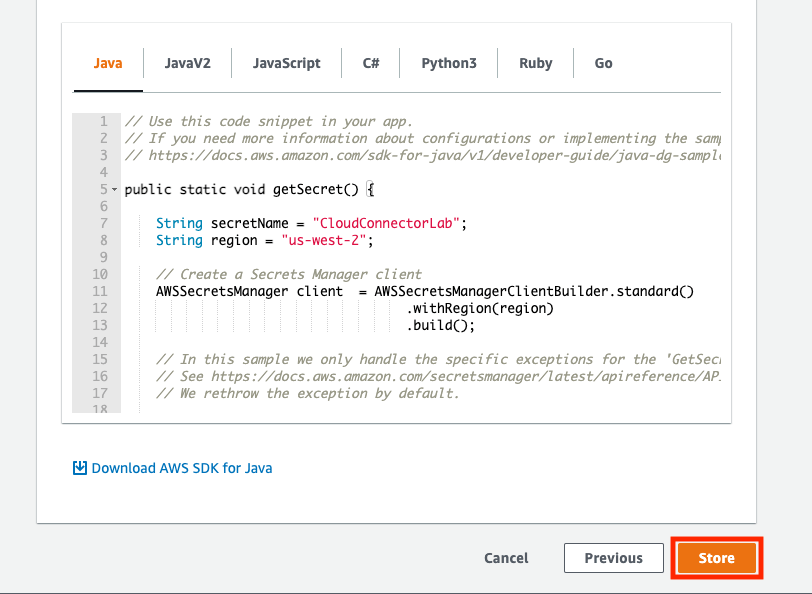 Java JavaV2 JavaScript C# Python3 Ruby Go
1 // Use this code snippet in your app.
2 // If you need more information about configurations or implementing the
3 // https://docs.aws.amazon.com/sdk-for-java/v1/developer-guide/java-dg-sampl
4
5 public static void getSecret() {
6
7 String secretName = "CloudConnectorLab";
8 String region = "us-west-2";
9
10 // Create a Secrets Manager client
11 AWSSecretsManager client = AWSSecretsManagerClientBuilder.standard()
12 .withRegion(region)
13 .build();
14
15 // In this sample we only handle the specific exceptions for the 'GetSec
16 // See https://docs.aws.amazon.com/secretsmanager/latest/apireference/AP
17 // We rethrow the exception by default.
18
Download AWS SDK for Java
Cancel Previous Store